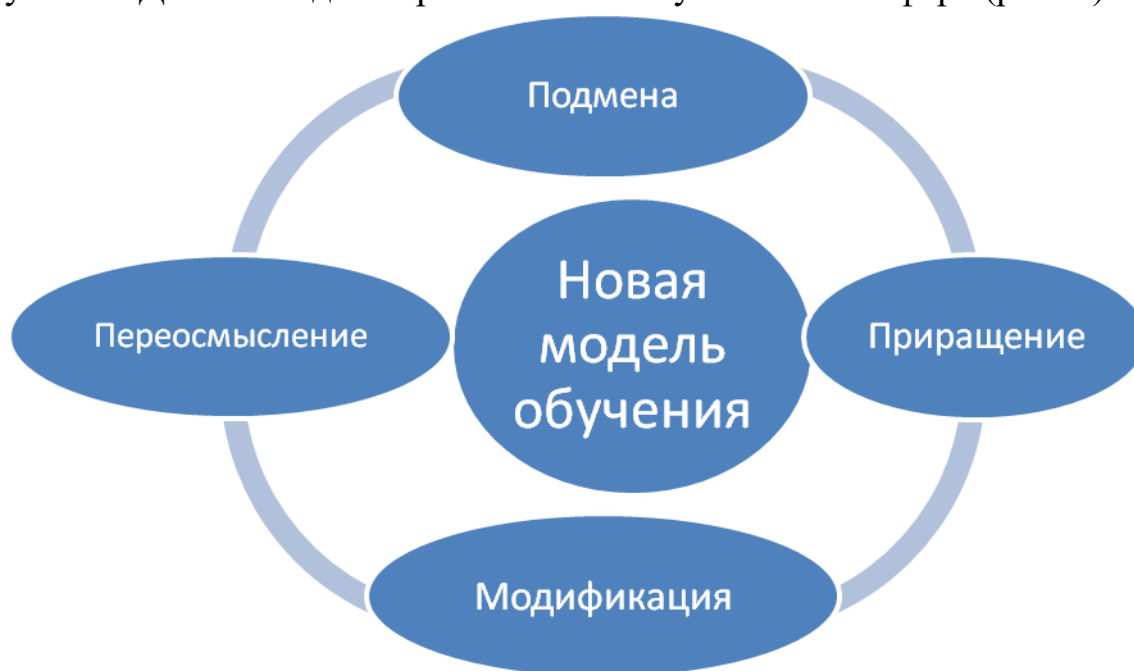 Подмена
Новая
модель
обучения
Переосмысление
Приращение
Модификация